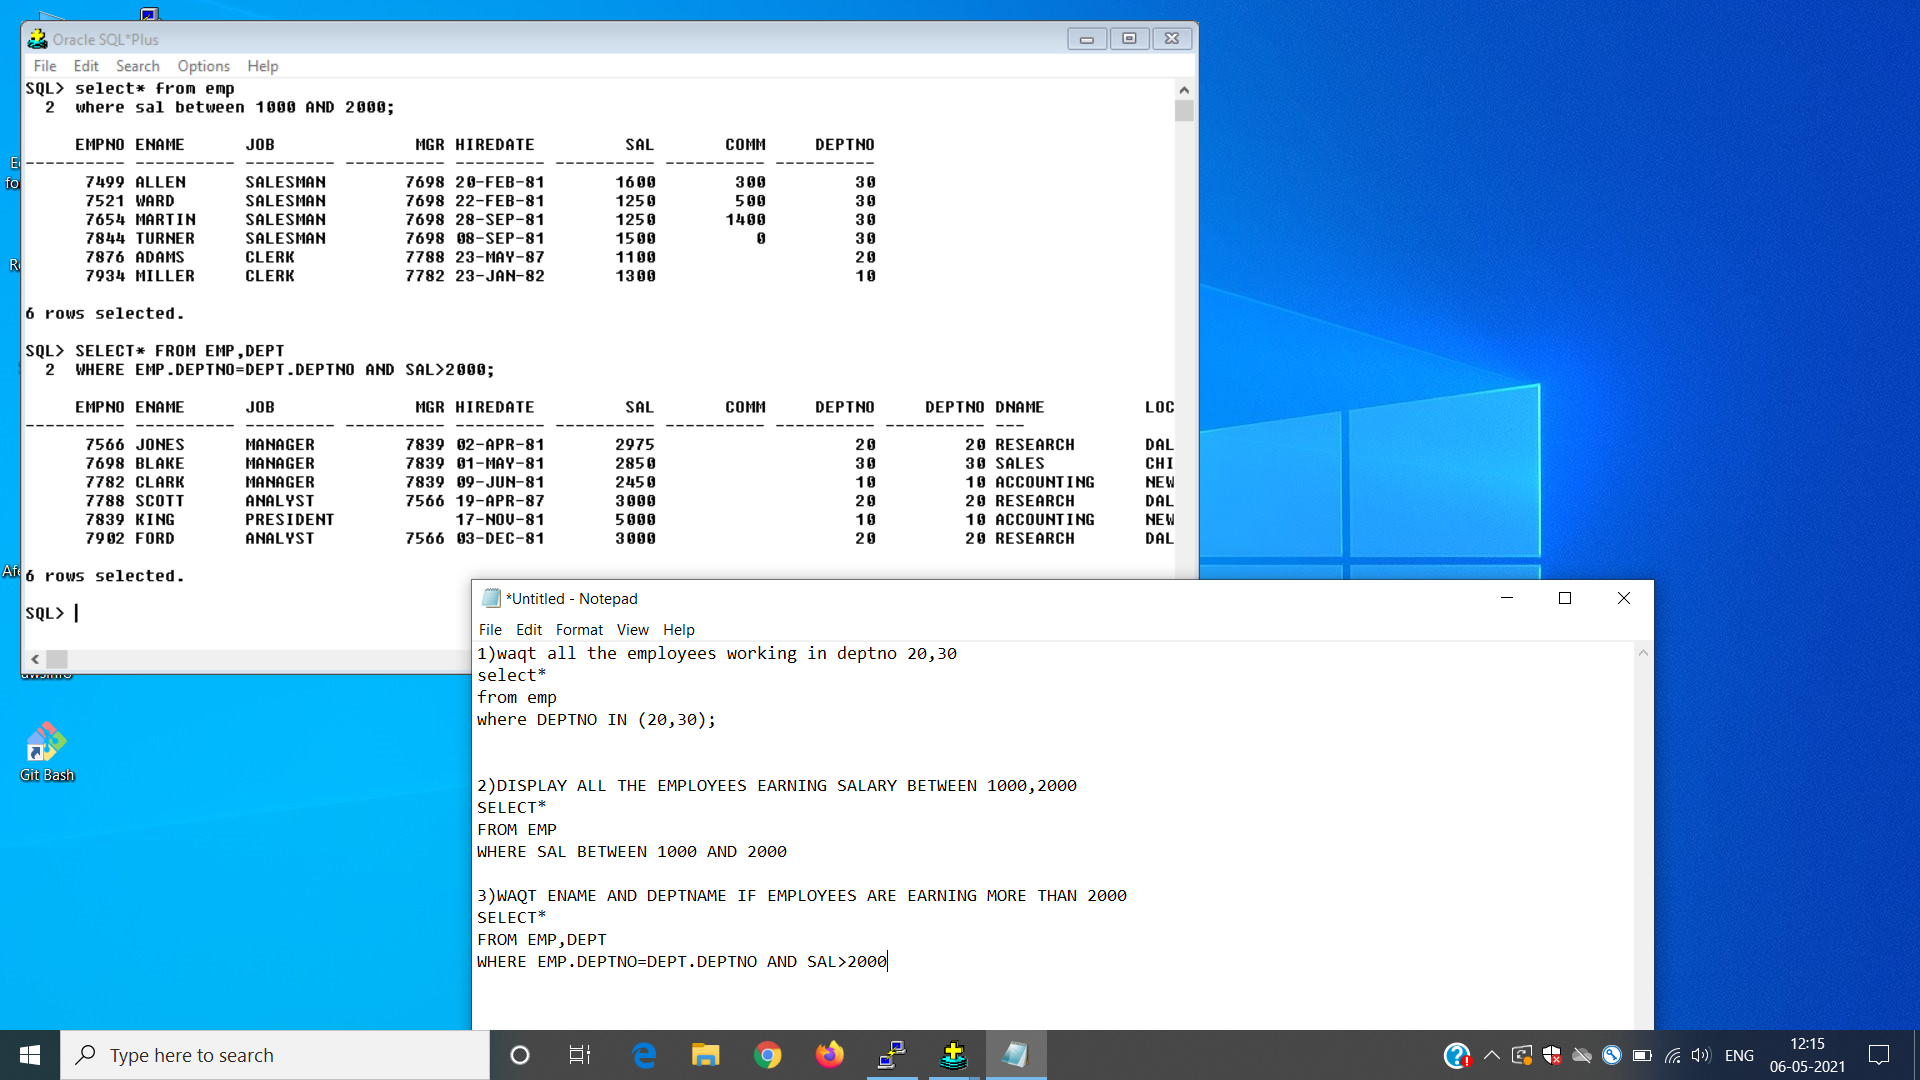 Oracle SQL*Plus
File Edit Search Options Help
SQL> select* from emp
2 where sal between 1000 AND 2000;
EMPNO ENAME JOB MGR HIREDATE SAL COMM DEPTNO
---------- ---------- --------- ---------- --------- ---------- ---------- ----------
7499 ALLEN SALESMAN 7698 20-FEB-81 1600 300 30
7521 WARD SALESMAN 7698 22-FEB-81 1250 500 30
7654 MARTIN SALESMAN 7698 28-SEP-81 1250 1400 30
7844 TURNER SALESMAN 7698 08-SEP-81 1500 0 30
7876 ADAMS CLERK 7788 23-MAY-87 1100 20
7934 MILLER CLERK 7782 23-JAN-82 1300 10
6 rows selected.
SQL> SELECT* FROM EMP,DEPT
2 WHERE EMP.DEPTNO=DEPT.DEPTNO AND SAL>2000;
EMPNO ENAME JOB MGR HIREDATE SAL COMM DEPTNO DEPTNO DNAME LOC
---------- ---------- --------- ---------- --------- ---------- ---------- ---------- ---------- ---
7566 JONES MANAGER 7839 02-APR-81 2975 20 20 RESEARCH DAL
7698 BLAKE MANAGER 7839 01-MAY-81 2850 30 30 SALES CHI
7782 CLARK MANAGER 7839 09-JUN-81 2450 10 10 ACCOUNTING NEW
7788 SCOTT ANALYST 7566 19-APR-87 3000 20 20 RESEARCH DAL
7839 KING PRESIDENT 17-NOV-81 5000 10 10 ACCOUNTING NEW
7902 FORD ANALYST 7566 03-DEC-81 3000 20 20 RESEARCH DAL
6 rows selected.
SQL>
*Untitled - Notepad
File Edit Format View Help
1)waqt all the employees working in deptno 20,30
select*
from emp
where DEPTNO IN (20,30);
2)DISPLAY ALL THE EMPLOYEES EARNING SALARY BETWEEN 1000,2000
SELECT*
FROM EMP
WHERE SAL BETWEEN 1000 AND 2000
3)WAQT ENAME AND DEPTNAME IF EMPLOYEES ARE EARNING MORE THAN 2000
SELECT*
FROM EMP,DEPT
WHERE EMP.DEPTNO=DEPT.DEPTNO AND SAL>2000
Git Bash
Type here to search
ENG
12:15
06-05-2021